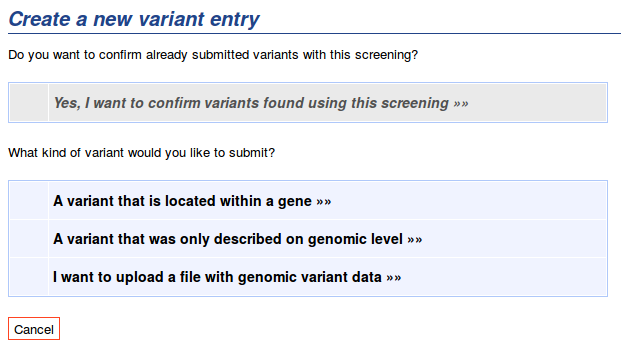 Create a new variant entry
Do you want to confirm already submitted variants with this screening?
Yes, I want to confirm variants found using this screening »»
What kind of variant would you like to submit?
A variant that is located within a gene »»
A variant that was only described on genomic level »»
I want to upload a file with genomic variant data »»
Cancel